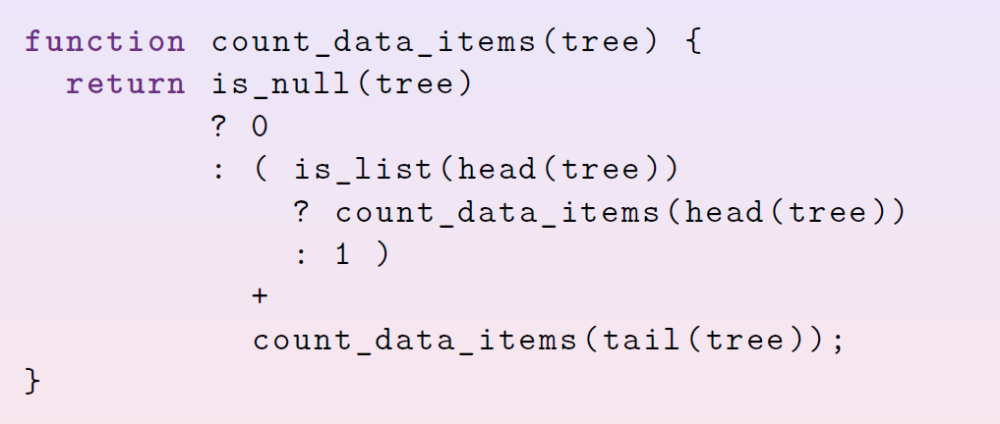 function count_data_items(tree) {
  return is_null(tree)
         ? 0
         : ( is_list(head(tree))
             ? count_data_items(head(tree))
             : 1 )
           +
           count_data_items(tail(tree));
}